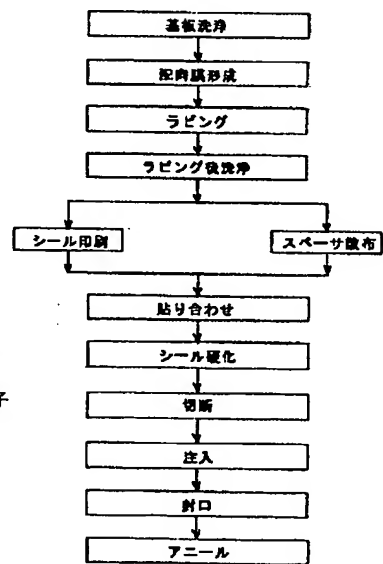 基板洗浄
配向膜形成
ラビング
ラビング後洗浄
シール印刷
スペーサ散布
貼り合わせ
シール硬化
切断
子
注入
封口
アニール